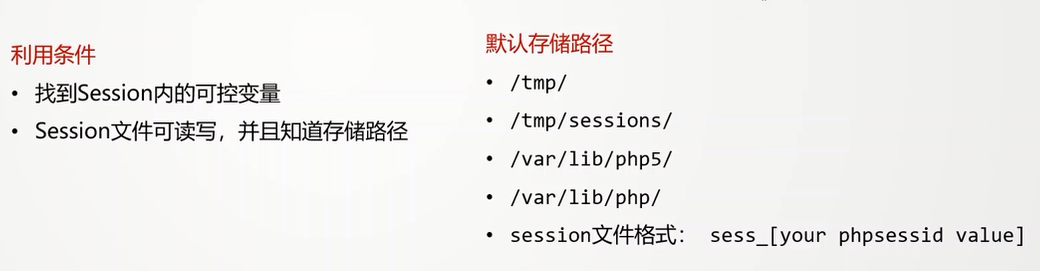 利用条件
• 找到Session内的可控变量
• Session文件可读写，并且知道存储路径
默认存储路径
• /tmp/
• /tmp/sessions/
• /var/lib/php5/
• /var/lib/php/
• session文件格式： sess_[your phpsessid value]